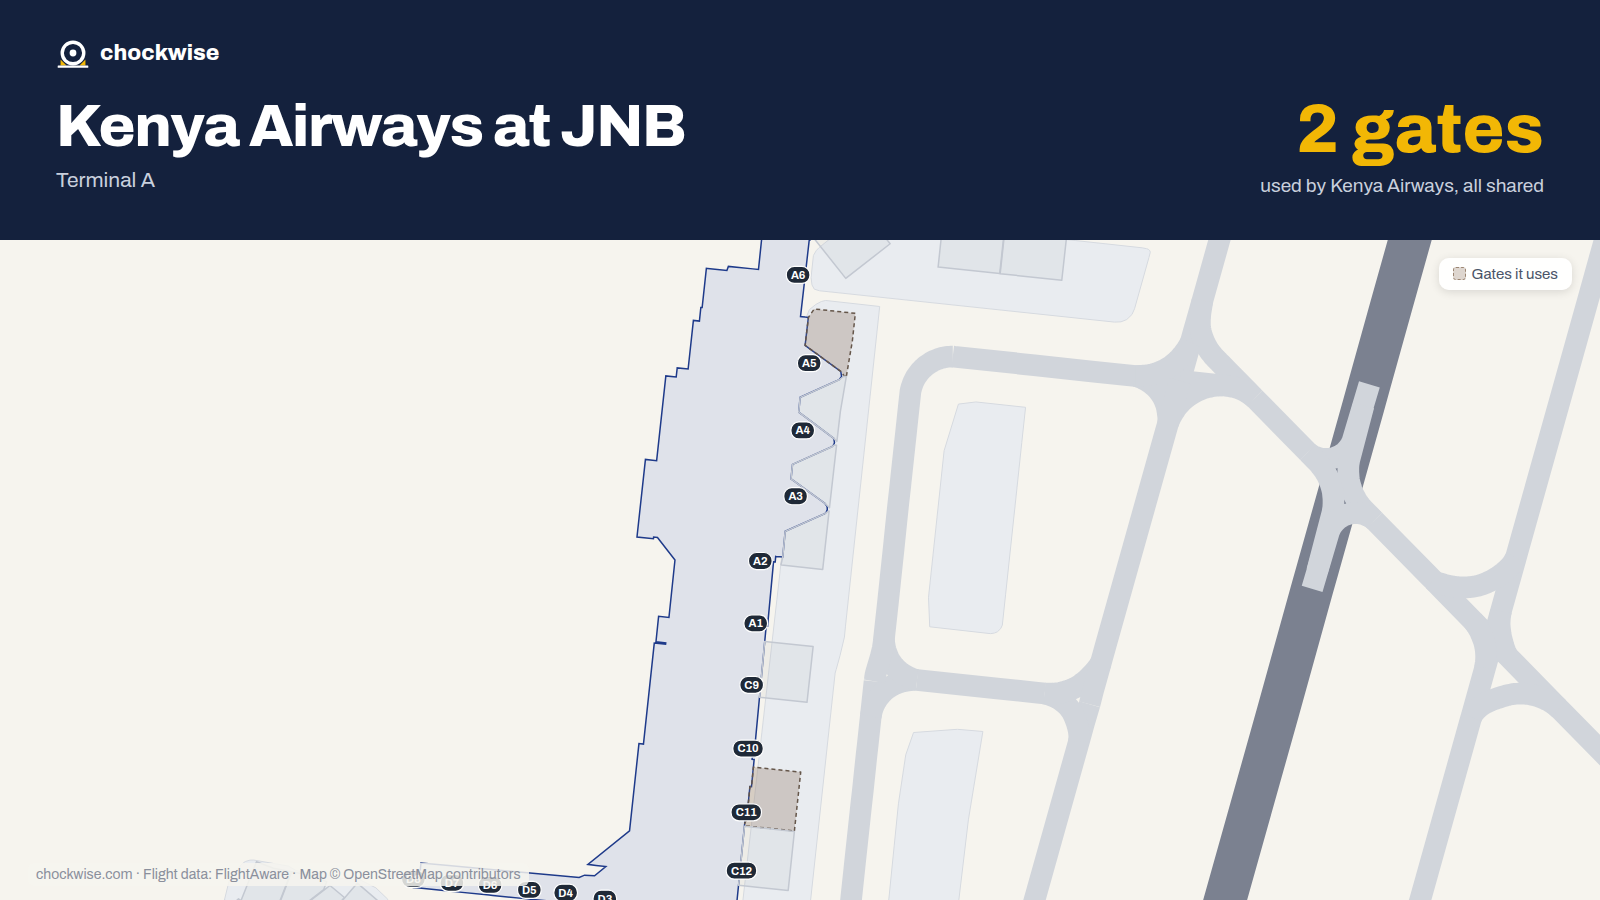 chockwise
Kenya Airways at JNB
Terminal A
2 gates
used by Kenya Airways, all shared
Gates it uses
A6
A5
A4
A3
A2
A1
C9
C10
C11
C12
D5
D4
D3
chockwise.com · Flight data: FlightAware · Map © OpenStreetMap contributors